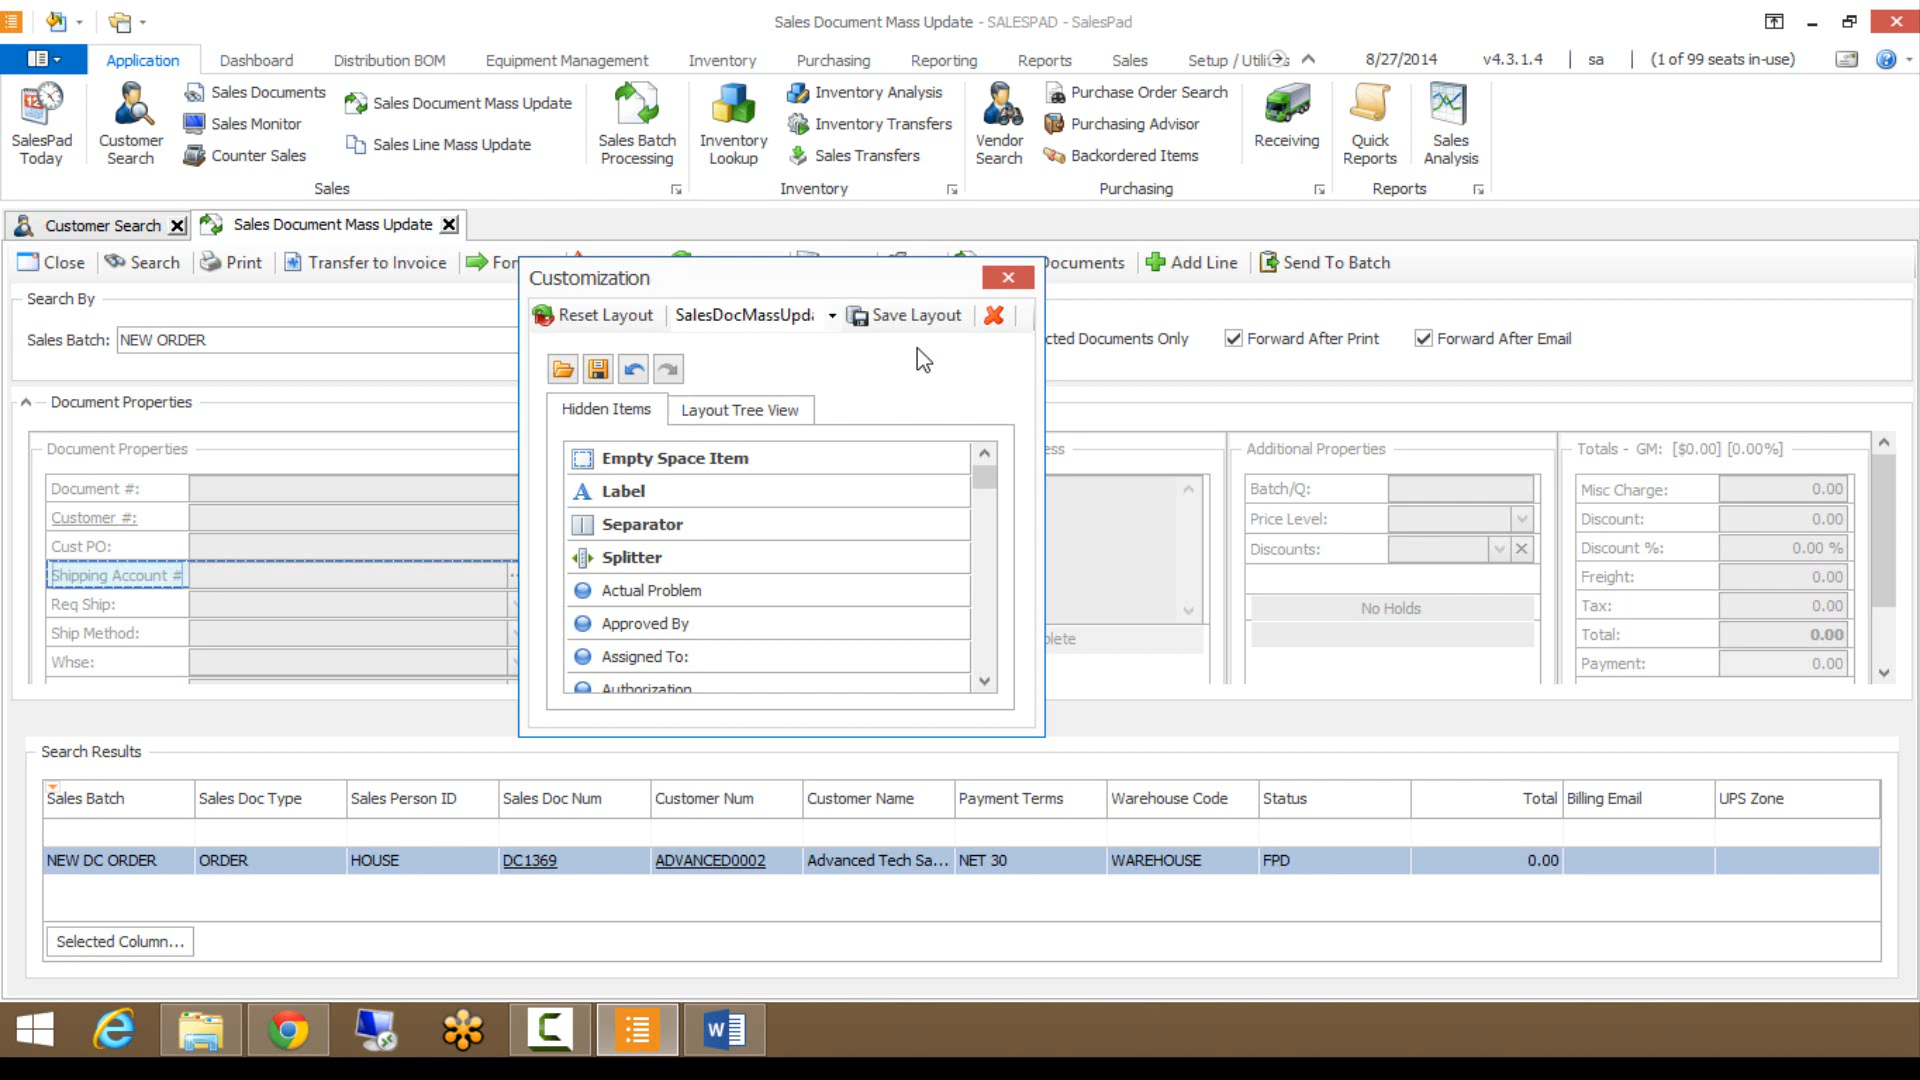 Sales Document Mass Update - SALESPAD - SalesPad
Application Dashboard Distribution BOM Equipment Management Inventory Purchasing Reporting Reports Sales Setup / Utilities 8/27/2014 v4.3.1.4 | sa | (1 of 99 seats in-use)
SalesPad Today
Customer Search
Sales Documents
Sales Monitor
Counter Sales
Sales Document Mass Update
Sales Line Mass Update
Sales Batch Processing
Sales
Inventory Lookup
Inventory Analysis
Inventory Transfers
Sales Transfers
Inventory
Vendor Search
Purchase Order Search
Purchasing Advisor
Backordered Items
Receiving
Purchasing
Quick Reports
Sales Analysis
Reports
Customer Search Sales Document Mass Update
Close Search Print Transfer to Invoice For
ocuments Add Line Send To Batch
Search By
Sales Batch: NEW ORDER
cted Documents Only Forward After Print Forward After Email
Document Properties
Document Properties
Document #:
Customer #:
Cust PO:
Shipping Account #
Req Ship:
Ship Method:
Whse:
Customization
Reset Layout SalesDocMassUpd Save Layout
Hidden Items Layout Tree View
Empty Space Item
Label
Separator
Splitter
Actual Problem
Approved By
Assigned To:
Authorization
ess
plete
Additional Properties
Batch/Q:
Price Level:
Discounts:
No Holds
Totals - GM: [$0.00] [0.00%]
Misc Charge: 0.00
Discount: 0.00
Discount %: 0.00 %
Freight: 0.00
Tax: 0.00
Total: 0.00
Payment: 0.00
Search Results
Sales Batch Sales Doc Type Sales Person ID Sales Doc Num Customer Num Customer Name Payment Terms Warehouse Code Status Total Billing Email UPS Zone
NEW DC ORDER ORDER HOUSE DC1369 ADVANCED0002 Advanced Tech Sa... NET 30 WAREHOUSE FPD 0.00
Selected Column...